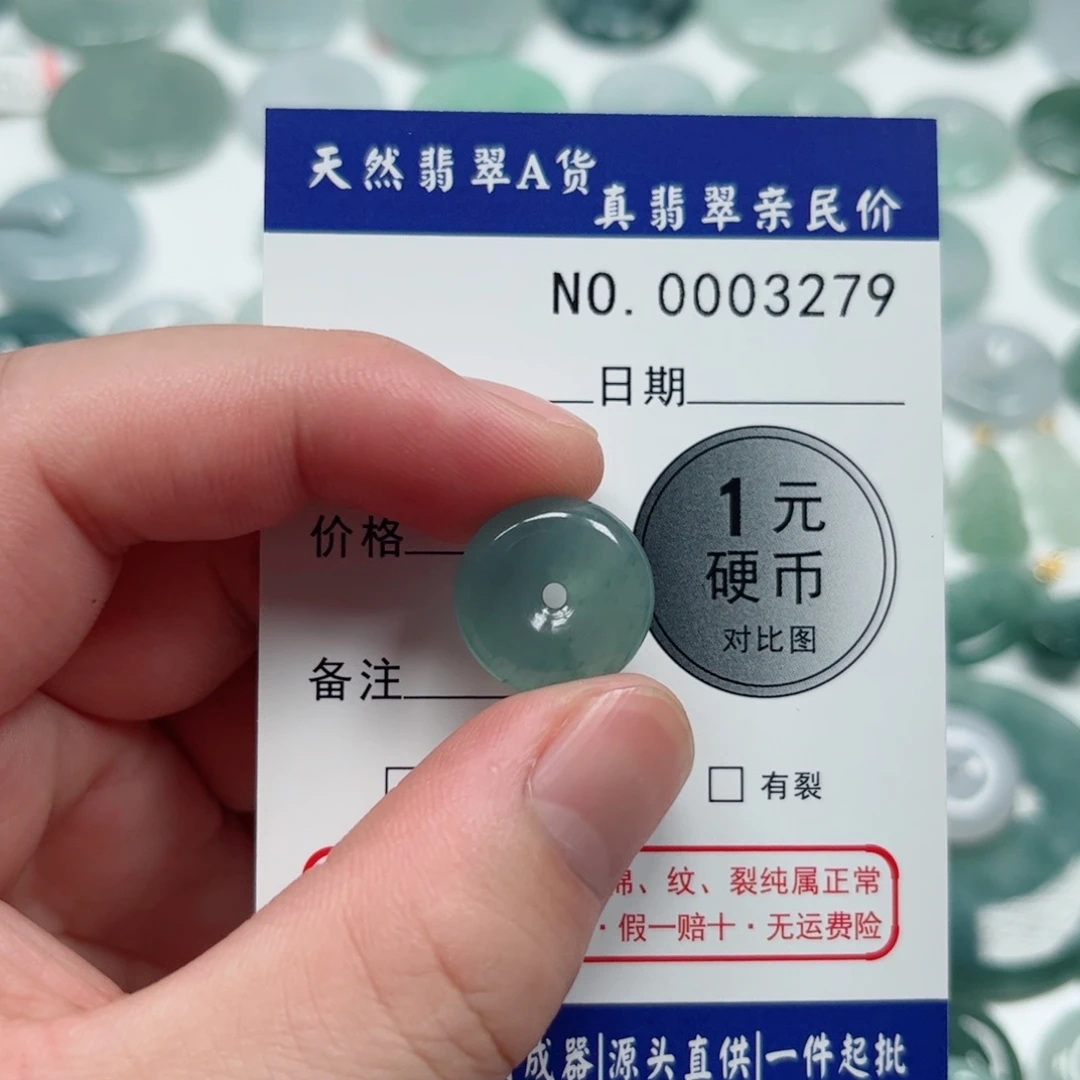 天然翡翠A货
真翡翠亲民价
NO. 0003279
日期
价格
1元
硬币
对比图
备注
有裂
棉、纹、裂纯属正常
·假一赔十·无运费险
成器|源头直供|一件起批